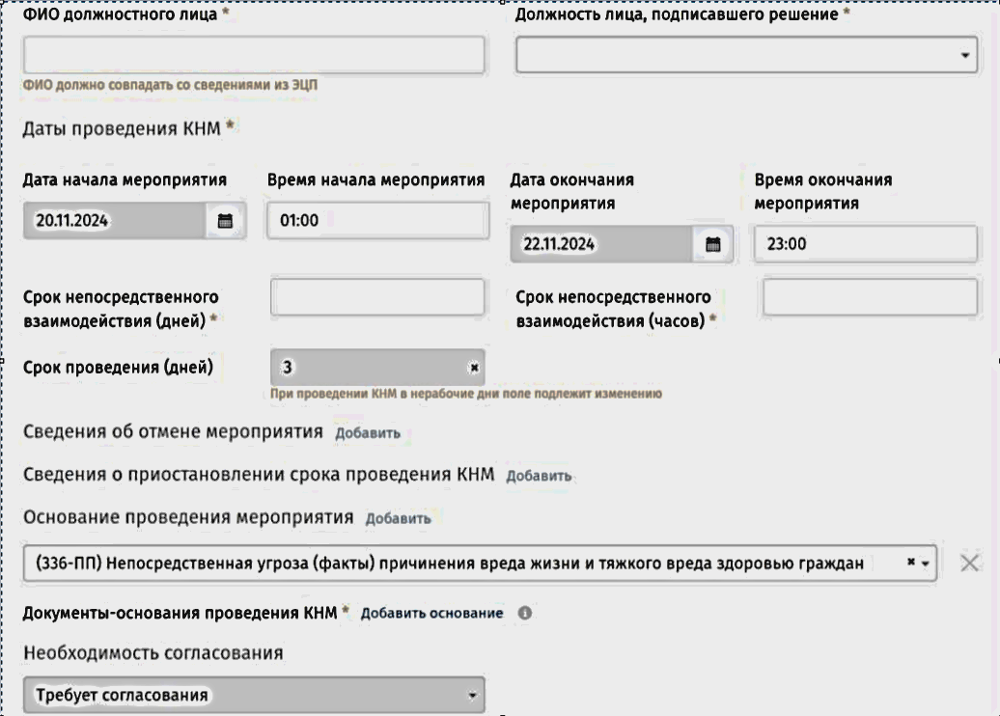 ФИО должностного лица *
Должность лица, подписавшего решение *
ФИО должно совпадать со сведениями из ЭЦП
Даты проведения КНМ *
Дата начала мероприятия
20.11.2024
Время начала мероприятия
01:00
Дата окончания
мероприятия
22.11.2024
Время окончания
мероприятия
23:00
Срок непосредственного
взаимодействия (дней) *
Срок непосредственного
взаимодействия (часов) *
Срок проведения (дней)
3
При проведении КНМ в нерабочие дни поле подлежит изменению
Сведения об отмене мероприятия Добавить
Сведения о приостановлении срока проведения КНМ Добавить
Основание проведения мероприятия Добавить
(336-ПП) Непосредственная угроза (факты) причинения вреда жизни и тяжкого вреда здоровью граждан
Документы-основания проведения КНМ * Добавить основание
Необходимость согласования
Требует согласования